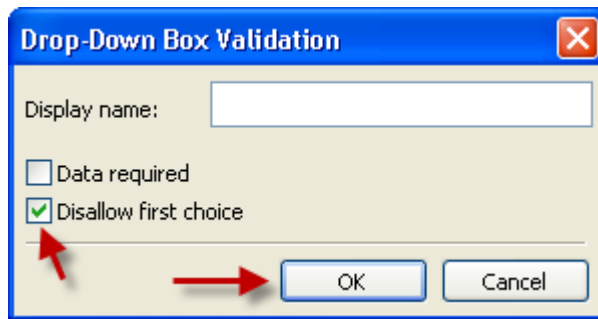 Drop-Down Box Validation
Display name:
Data required
Disallow first choice
OK Cancel